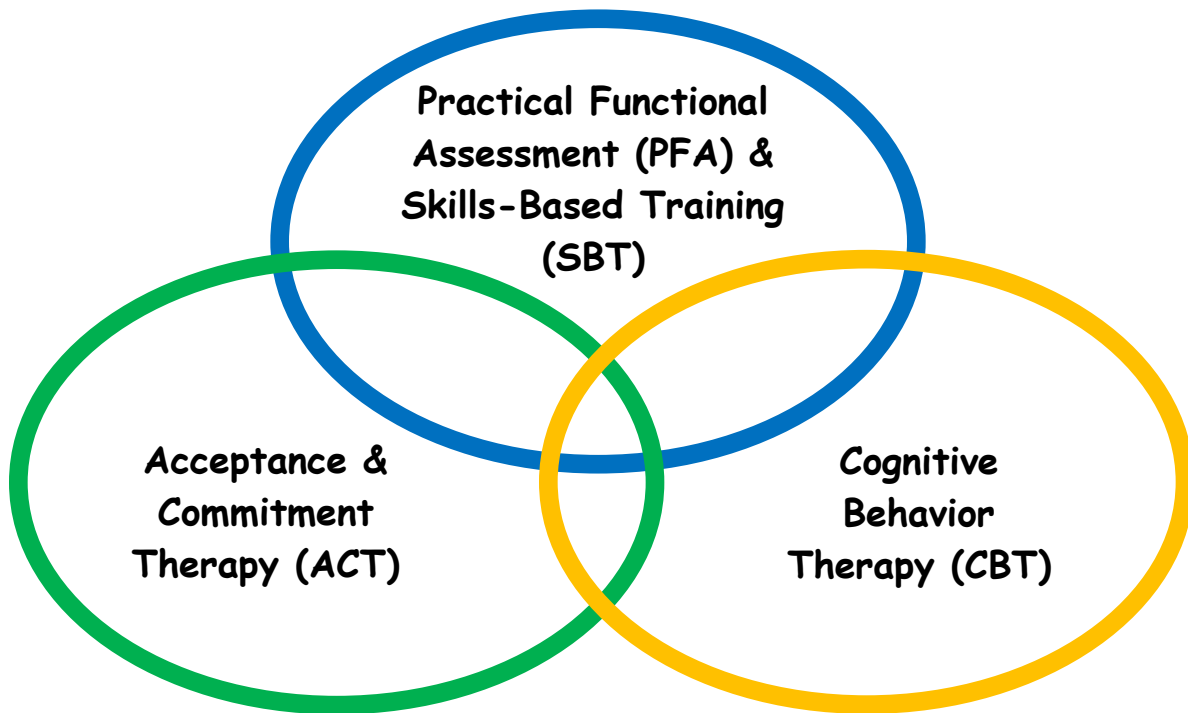 Practical Functional
Assessment (PFA) &
Skills-Based Training
(SBT)
Acceptance &
Commitment
Therapy (ACT)
Cognitive
Behavior
Therapy (CBT)